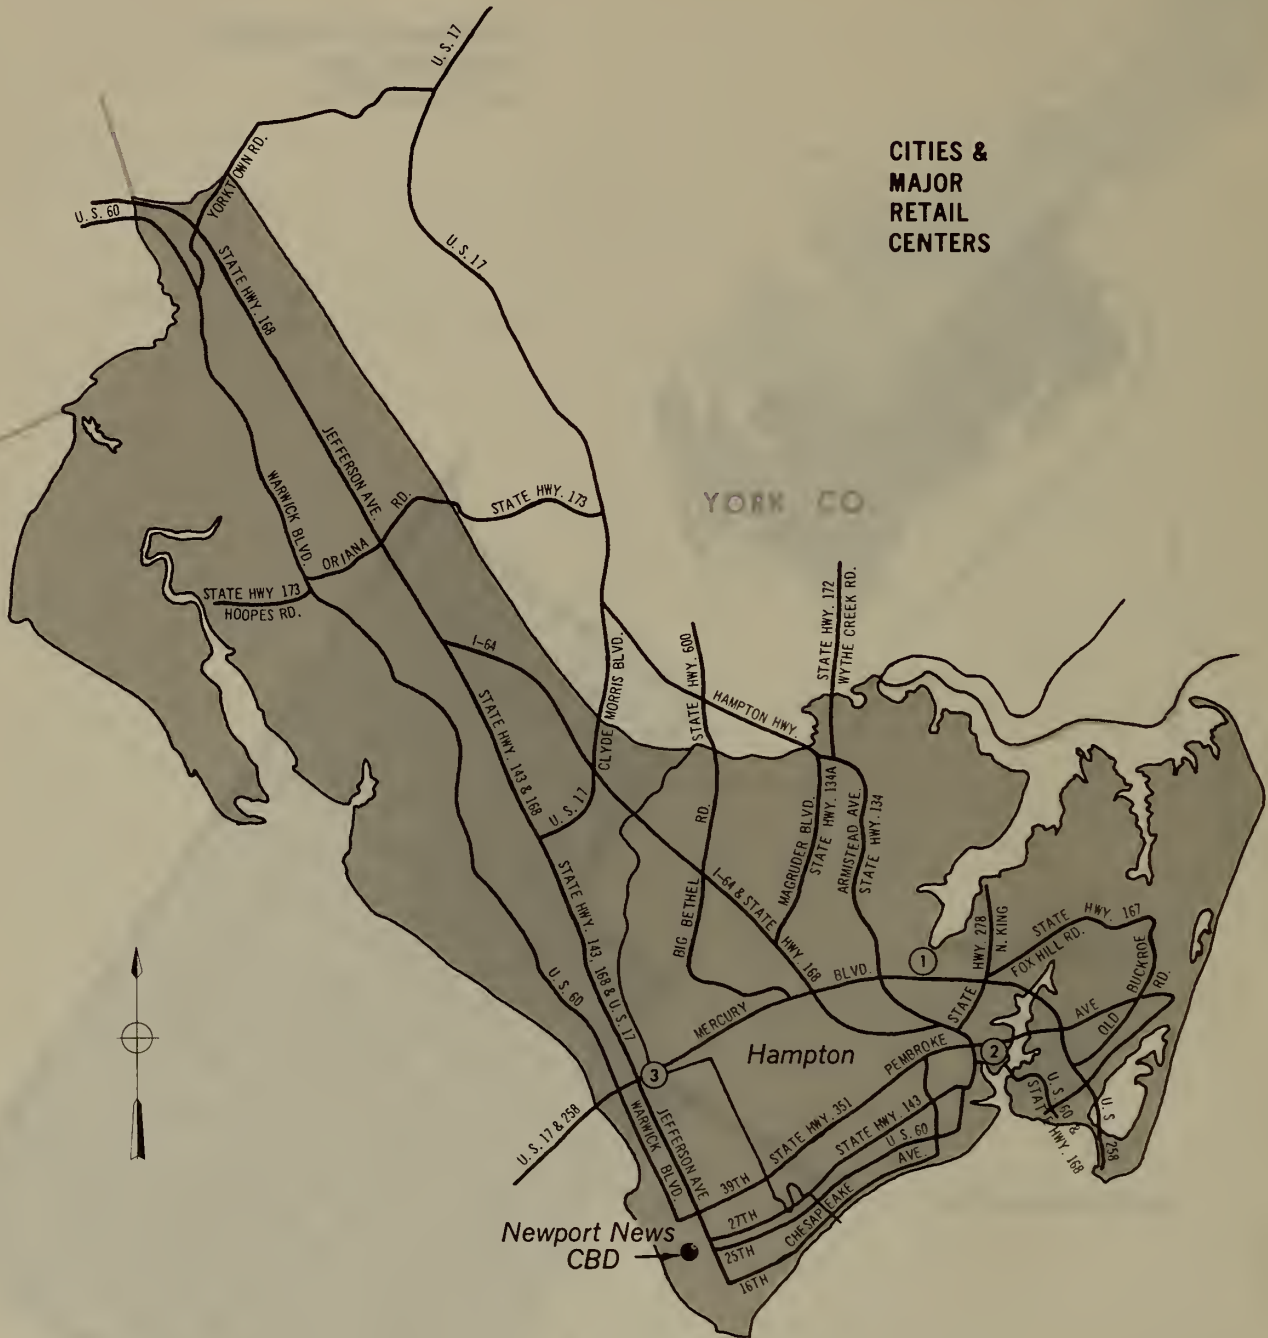 U.S. 17
CITIES &
MAJOR
RETAIL
CENTERS
YORKTOWN RD.
U.S. 60
U.S. 17
STATE HWY. 168
JEFFERSON AVE.
WARWICK BLVD.
ORIANA RD.
STATE HWY. 173
YORK CO.
STATE HWY 173
HOOPES RD.
STATE HWY. 172
WYTHE CREEK RD.
I-64
CLYDE MORRIS BLVD.
STATE HWY. 600
HAMPTON HWY.
STATE HWY. 143 & 168
U.S. 17
BIG BETHEL RD.
MAGRUDER BLVD.
STATE HWY. 134A
ARMISTEAD AVE.
STATE HWY. 134
I-64 & STATE HWY 168
STATE HWY. 143, 168 & U.S. 17
U.S. 60
STATE HWY 278
N. KING
STATE HWY. 167
FOX HILL RD.
OLD BUCKROE RD.
1
MERCURY BLVD.
Hampton
PEMBROKE AVE
2
3
U.S. 60 &
STATE HWY. 168
U.S 258
U.S. 17 & 258
WARWICK BLVD.
JEFFERSON AVE
39TH
STATE HWY. 351
STATE HWY. 143
U.S. 60
27TH
25TH
CHESAPEAKE AVE.
16TH
Newport News
CBD